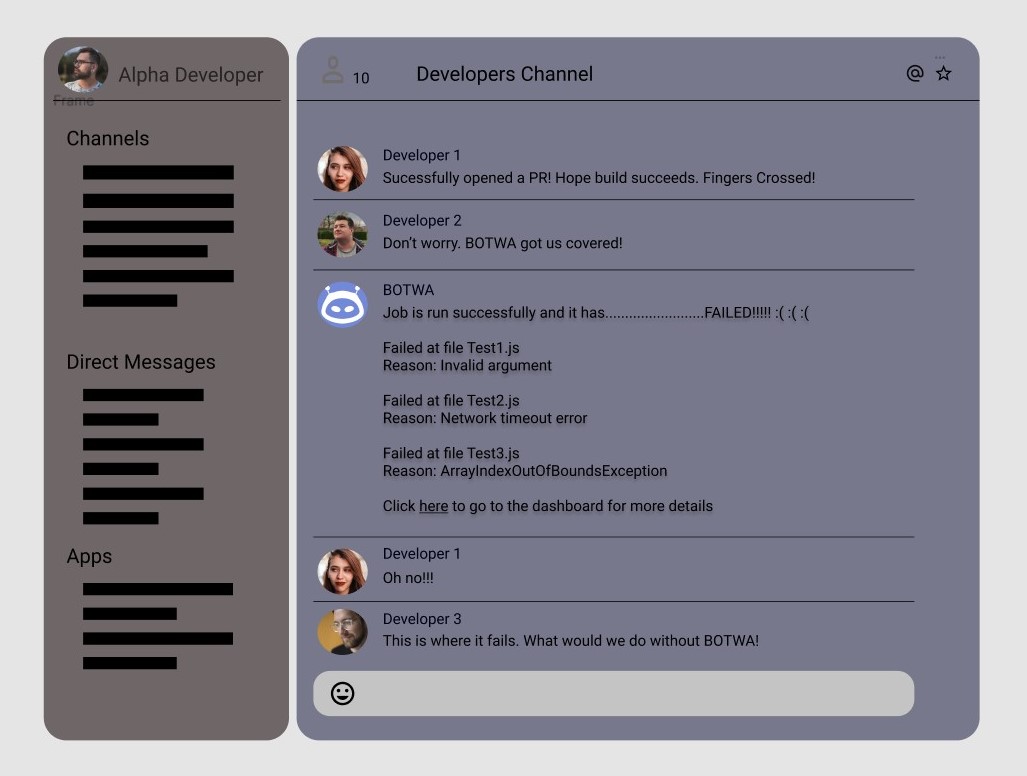 Alpha Developer
Frame
Channels
Direct Messages
Apps
10
Developers Channel
Developer 1
Sucessfully opened a PR! Hope build succeeds. Fingers Crossed!
Developer 2
Don't worry. BOTWA got us covered!
BOTWA
Job is run successfully and it has.........................FAILED!!!!! :( :( :(
Failed at file Test1.js
Reason: Invalid argument
Failed at file Test2.js
Reason: Network timeout error
Failed at file Test3.js
Reason: ArrayIndexOutOfBoundsException
Click here to go to the dashboard for more details
Developer 1
Oh no!!!
Developer 3
This is where it fails. What would we do without BOTWA!